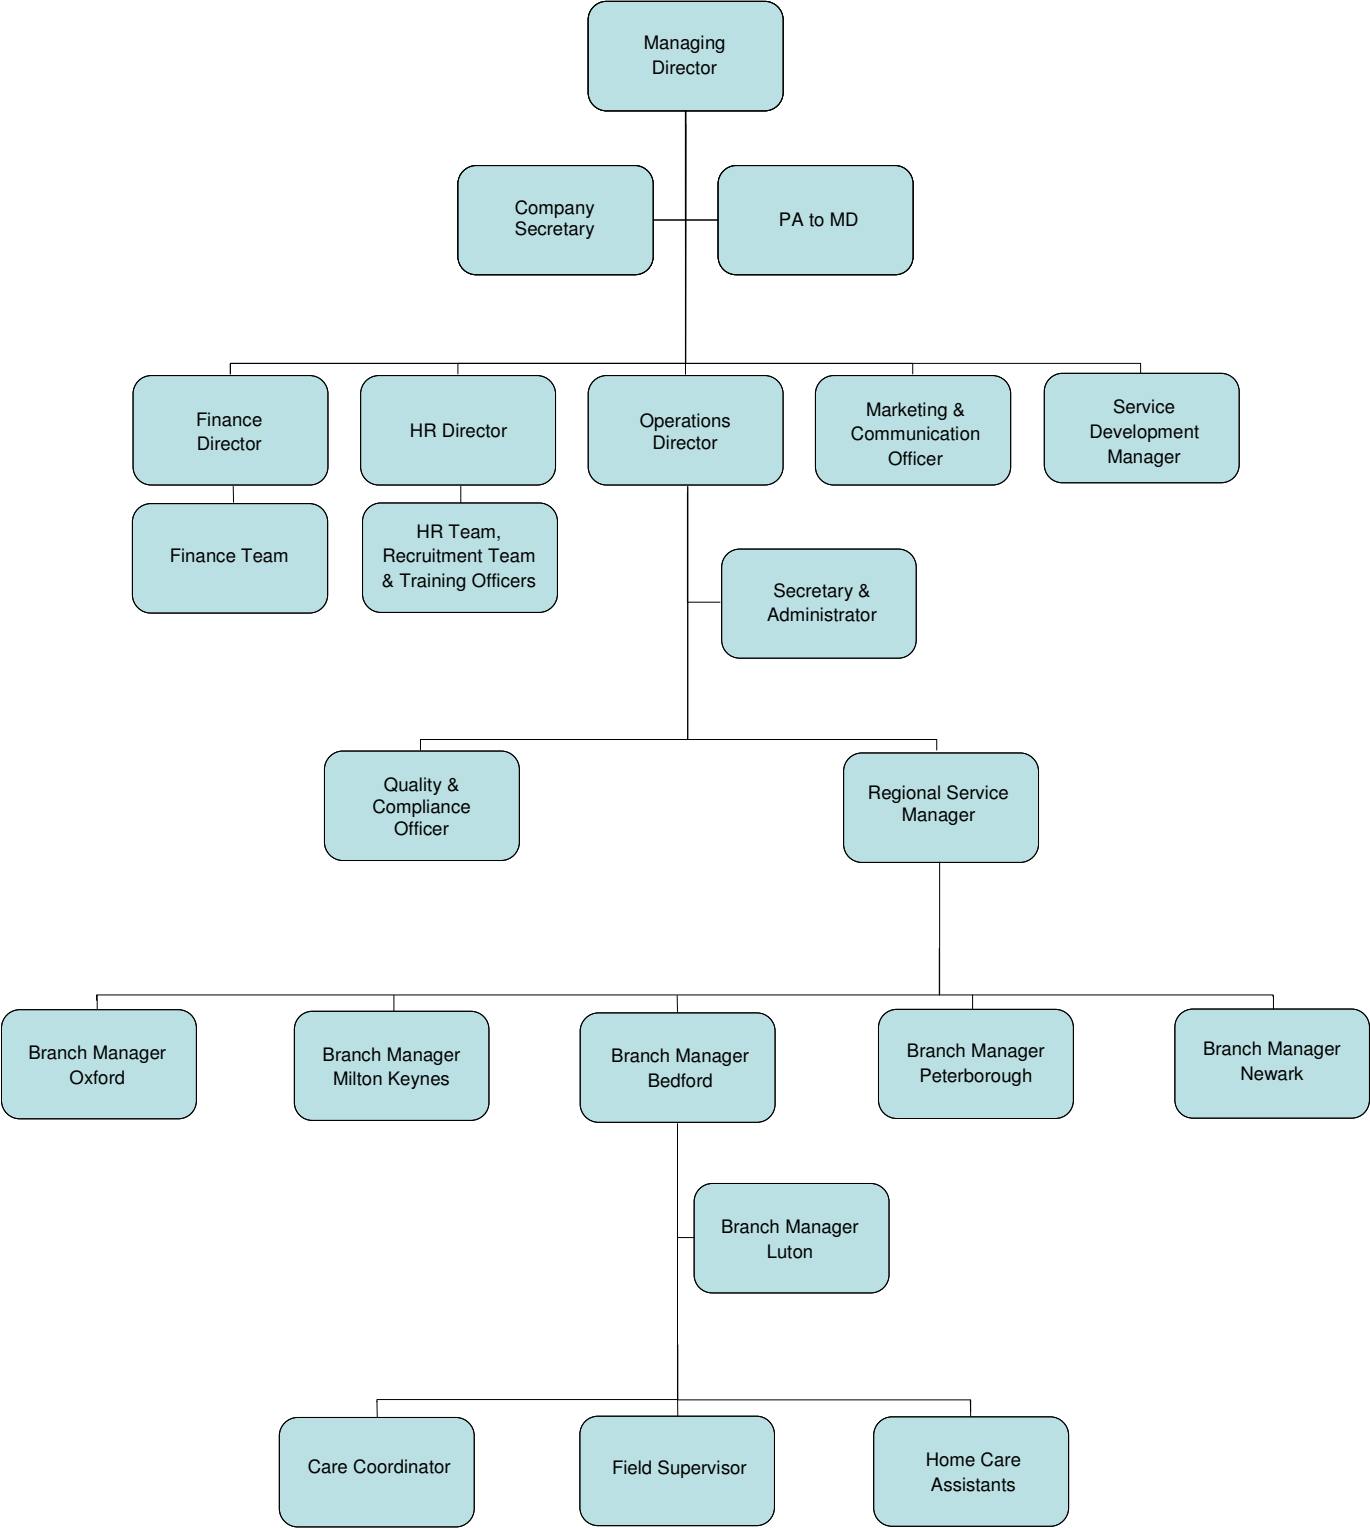 Managing
Director
Company
Secretary
PA to MD
Finance
Director
HR Director
Operations
Director
Marketing &
Communication
Officer
Service
Development
Manager
Finance Team
HR Team,
Recruitment Team
& Training Officers
Secretary &
Administrator
Quality &
Compliance
Officer
Regional Service
Manager
Branch Manager
Oxford
Branch Manager
Milton Keynes
Branch Manager
Bedford
Branch Manager
Peterborough
Branch Manager
Newark
Branch Manager
Luton
Care Coordinator
Field Supervisor
Home Care
Assistants